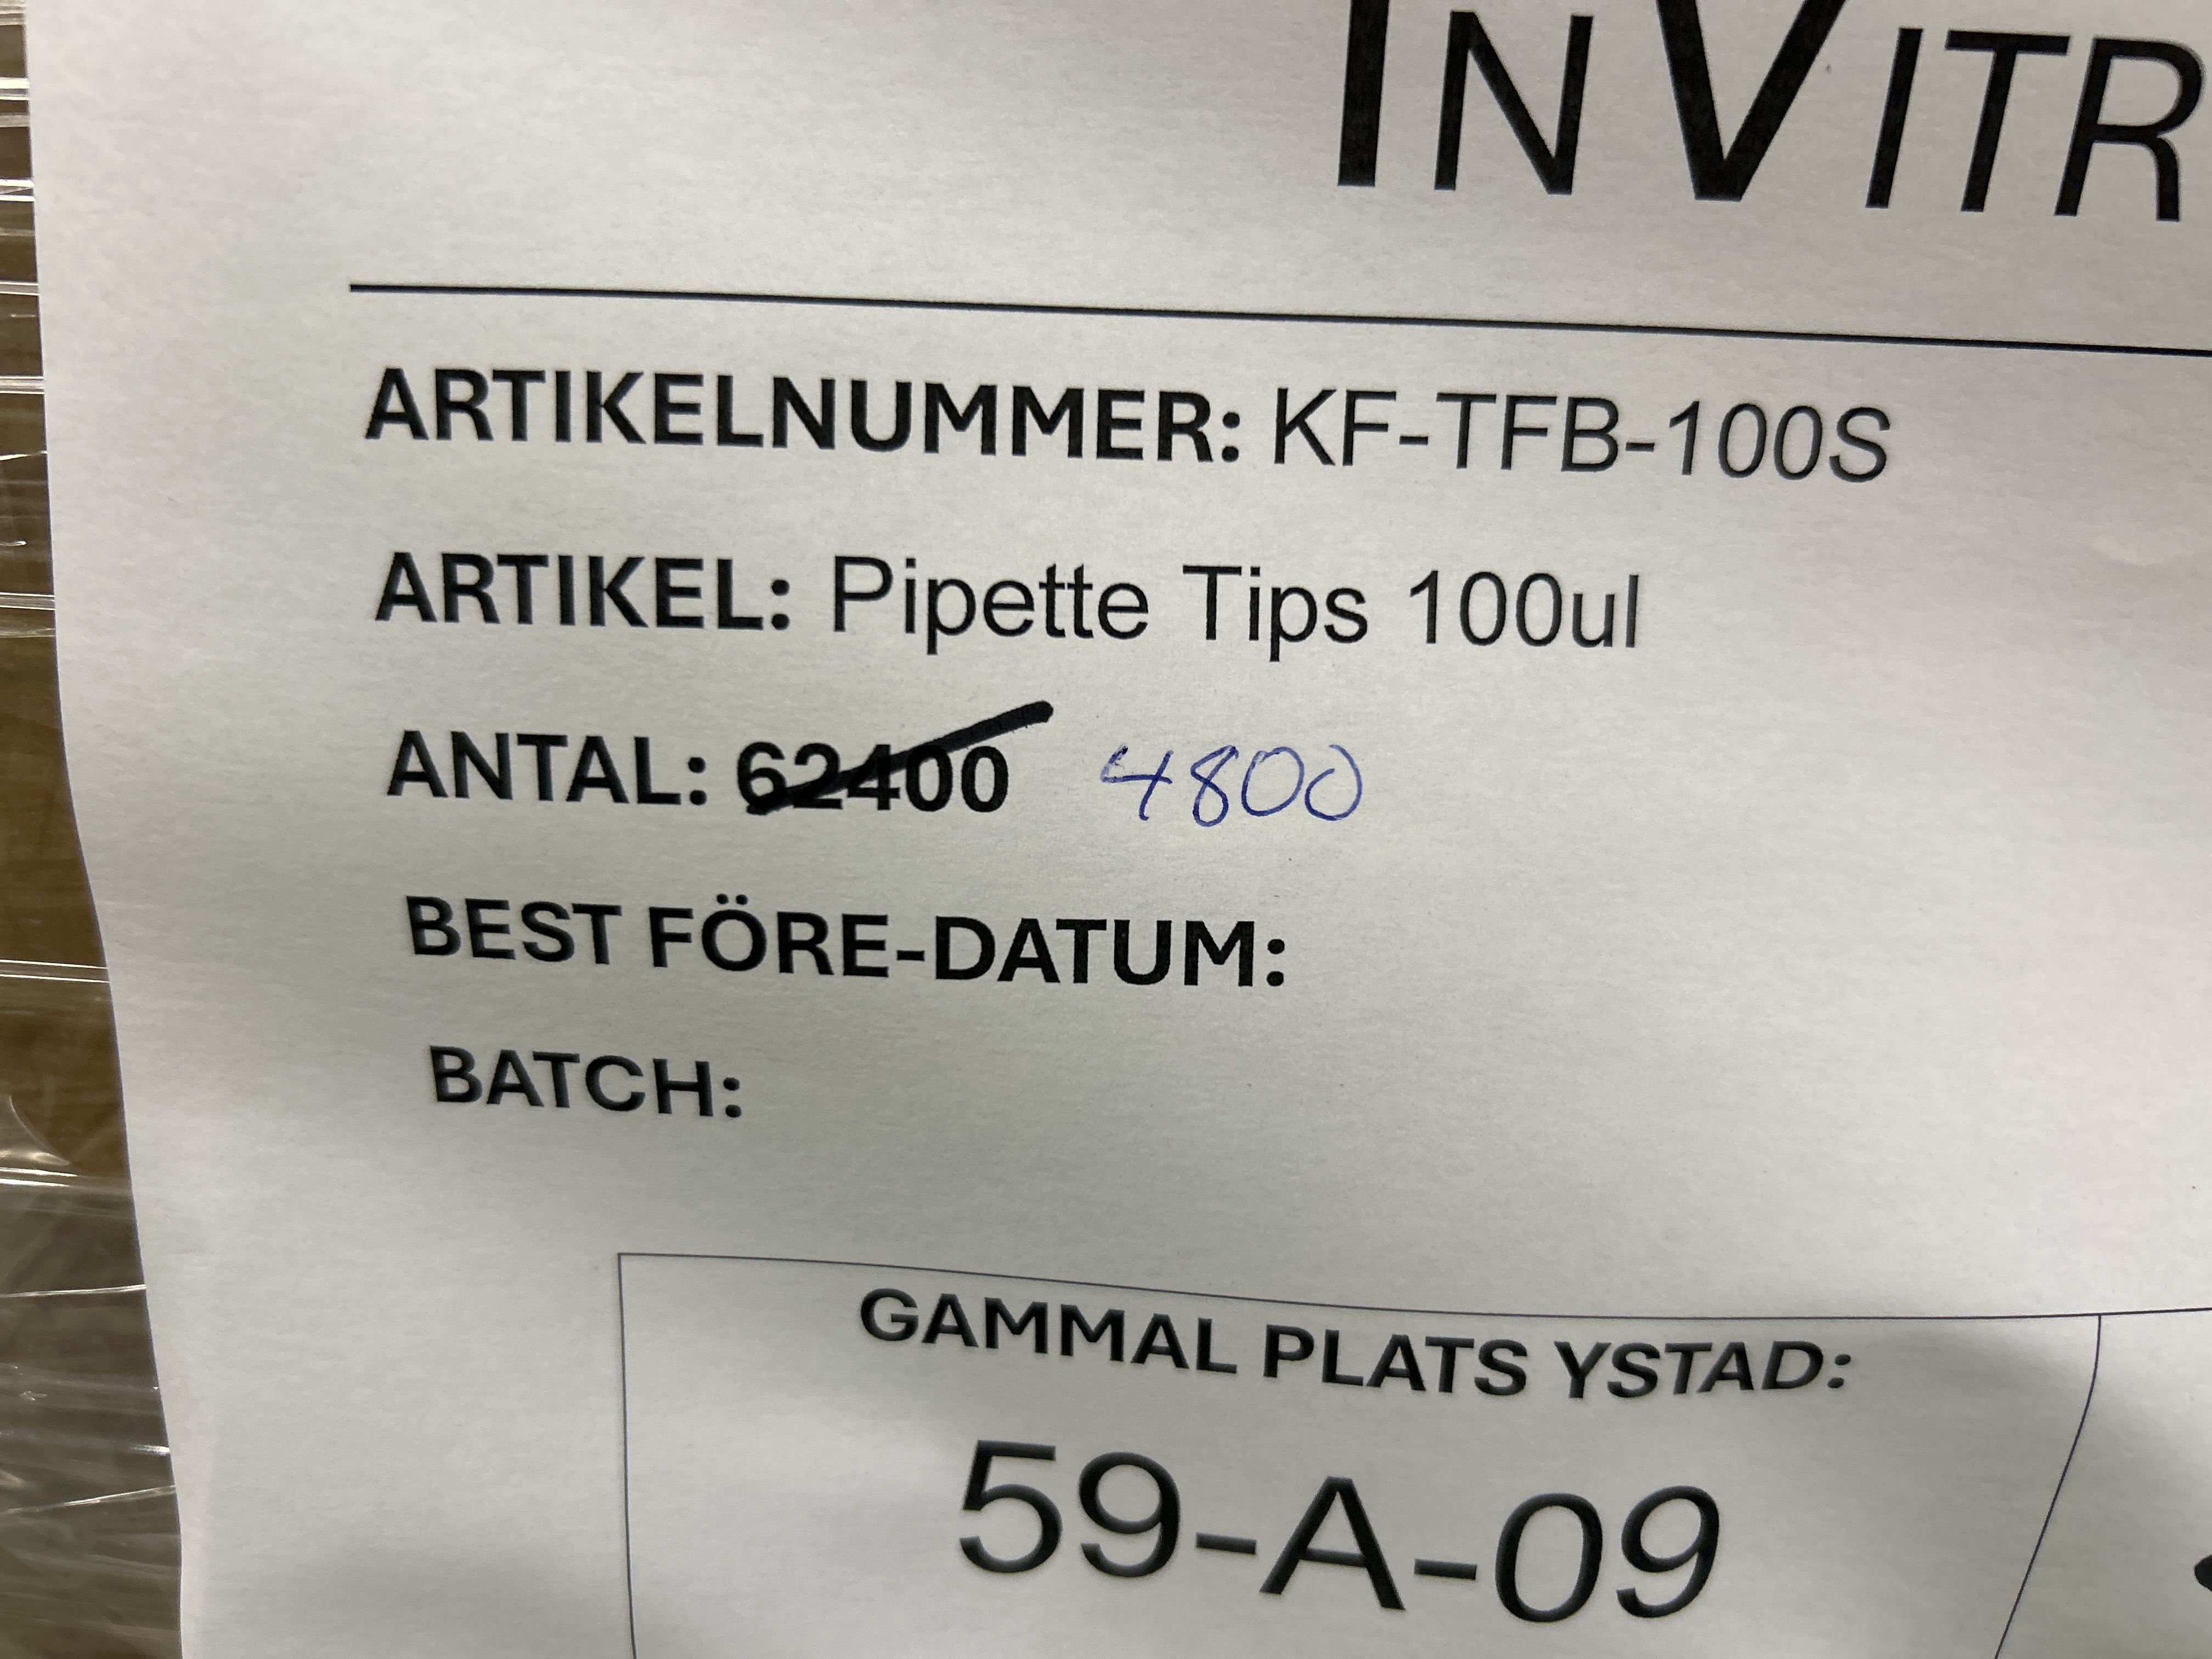 INVITR
ARTIKELNUMMER: KF-TFB-100S
ARTIKEL: Pipette Tips 100ul
ANTAL: 62400 4800
BEST FÖRE-DATUM:
BATCH:
GAMMAL PLATS YSTAD:
59-A-09